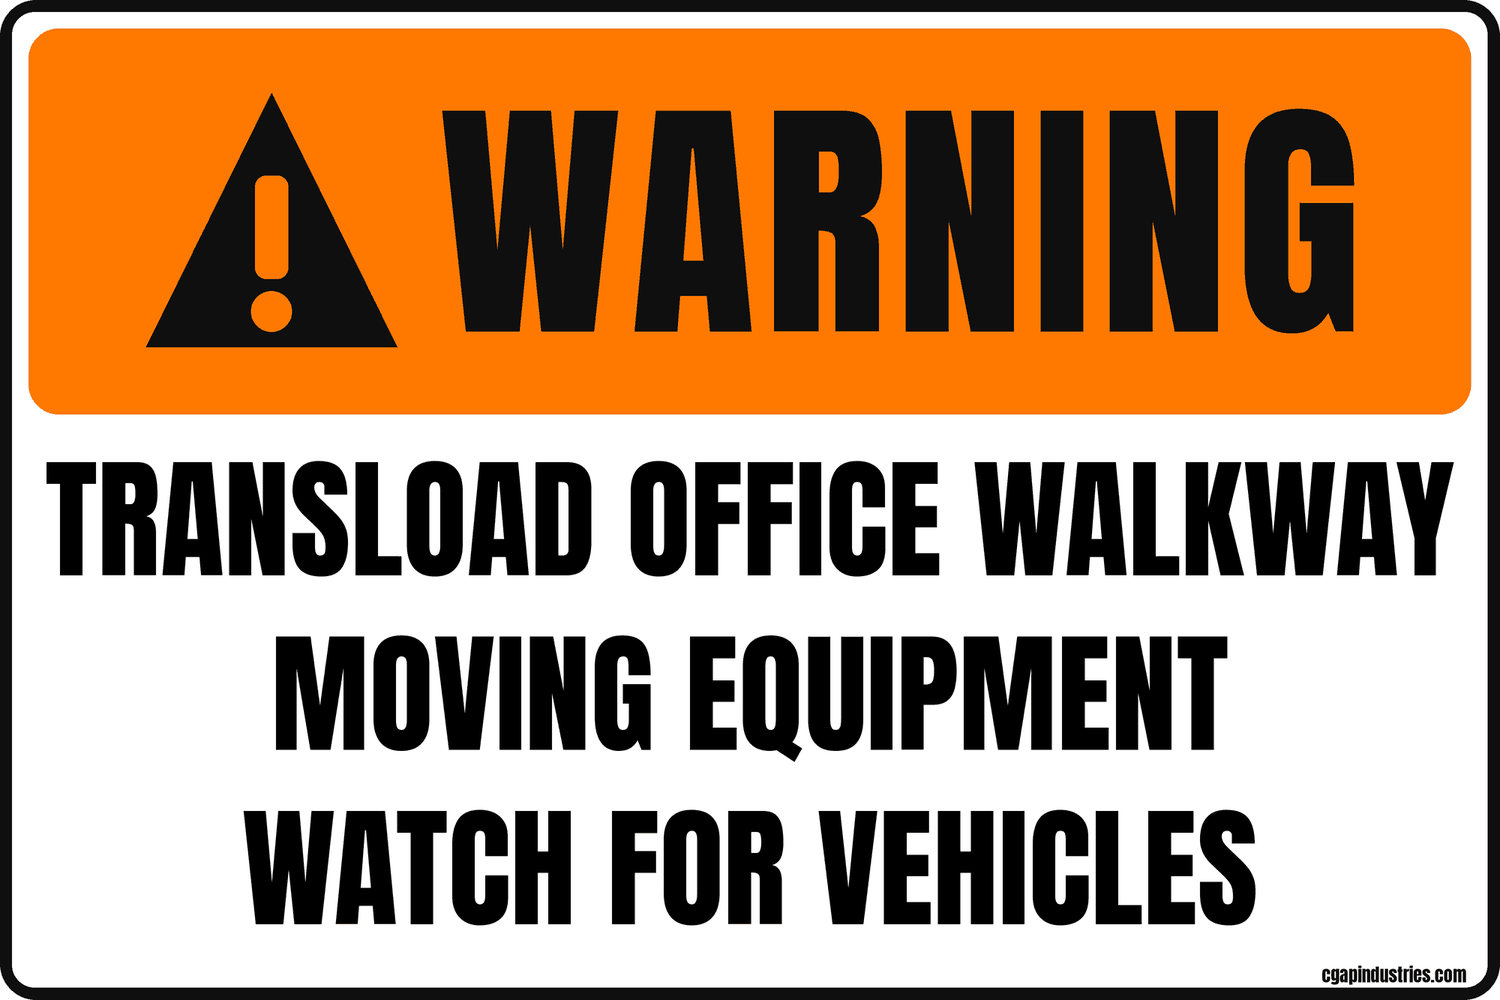 WARNING
TRANSLOAD OFFICE WALKWAY
MOVING EQUIPMENT
WATCH FOR VEHICLES
cgapindustries.com